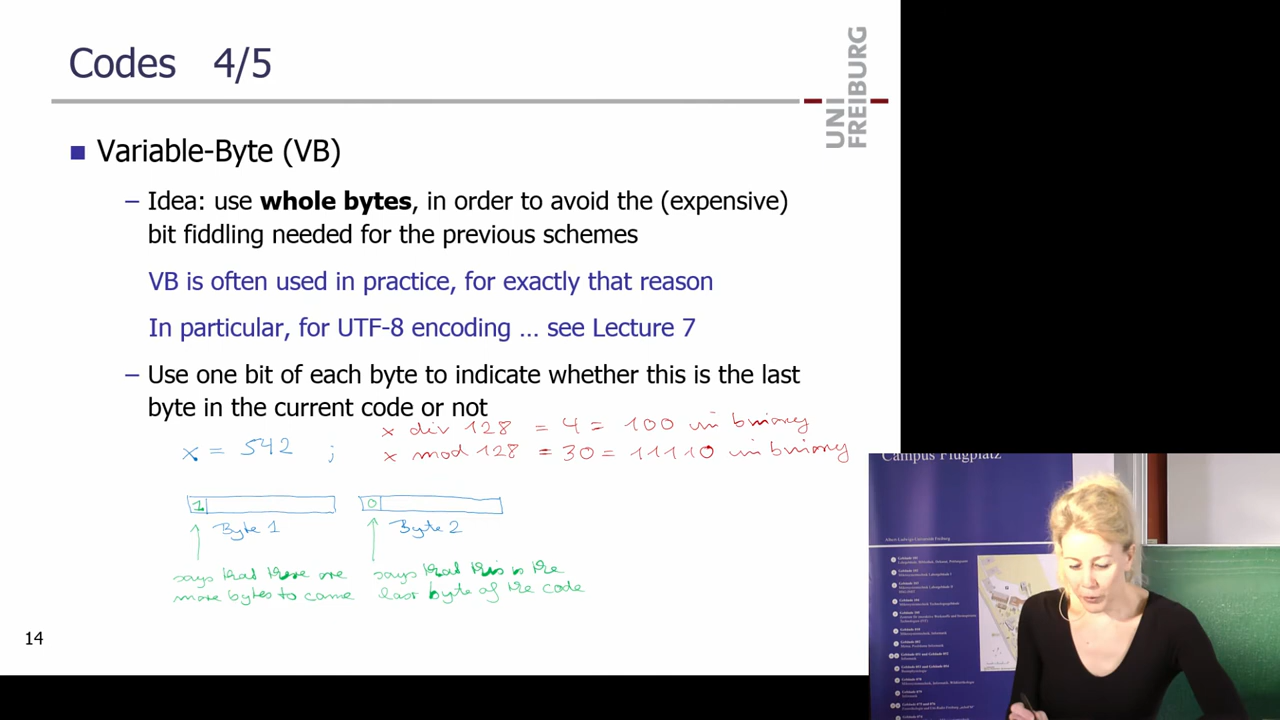 Codes 4/5
UNI
FREIBURG
Variable-Byte (VB)
– Idea: use whole bytes, in order to avoid the (expensive)
bit fiddling needed for the previous schemes
VB is often used in practice, for exactly that reason
In particular, for UTF-8 encoding … see Lecture 7
– Use one bit of each byte to indicate whether this is the last
byte in the current code or not
x = 542 ;
x div 128 = 4 = 100 in binary
x mod 128 = 30 = 11110 in binary
1
0
Byte 1
Byte 2
says that there are
more bytes to come
says that this is the
last byte of the code
14
Campus Flugplatz